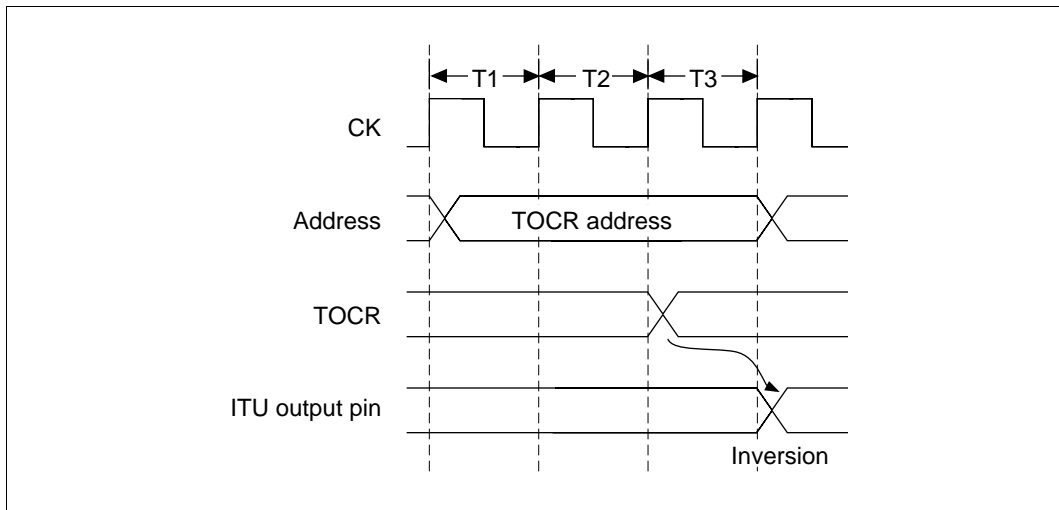 T1 T2 T3
CK
Address TOCR address
TOCR
ITU output pin
Inversion